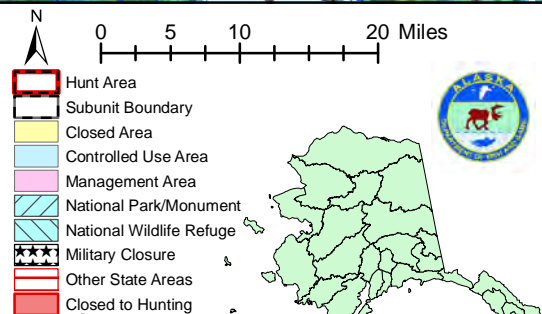 N
0 5 10 20 Miles
Hunt Area
Subunit Boundary
Closed Area
Controlled Use Area
Management Area
National Park/Monument
National Wildlife Refuge
Military Closure
Other State Areas
Closed to Hunting
ALASKA